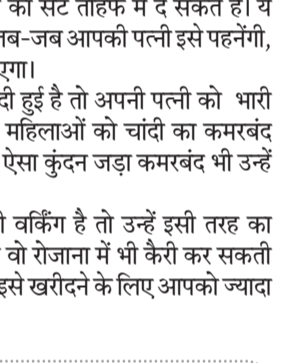 का सेट तोहफे में दे सकते हैं। ये
जब-जब आपकी पत्नी इसे पहनेंगी,
एगा।
दी हुई है तो अपनी पत्नी को भारी
महिलाओं को चांदी का कमरबंद
ऐसा कुंदन जड़ा कमरबंद भी उन्हें
वर्किंग है तो उन्हें इसी तरह का
वो रोजाना में भी कैरी कर सकती
इसे खरीदने के लिए आपको ज्यादा